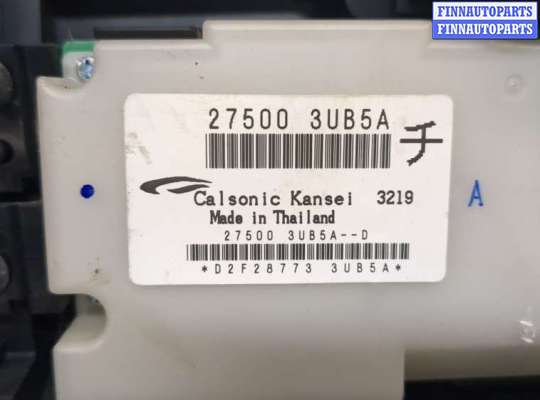 FINNAUTOPARTS
FINNAUTOPARTS
27500 3UB5A
チ
Calsonic Kansei 3219
Made in Thailand
27500 3UB5A--D
*D2F28773 3UB5A*
A